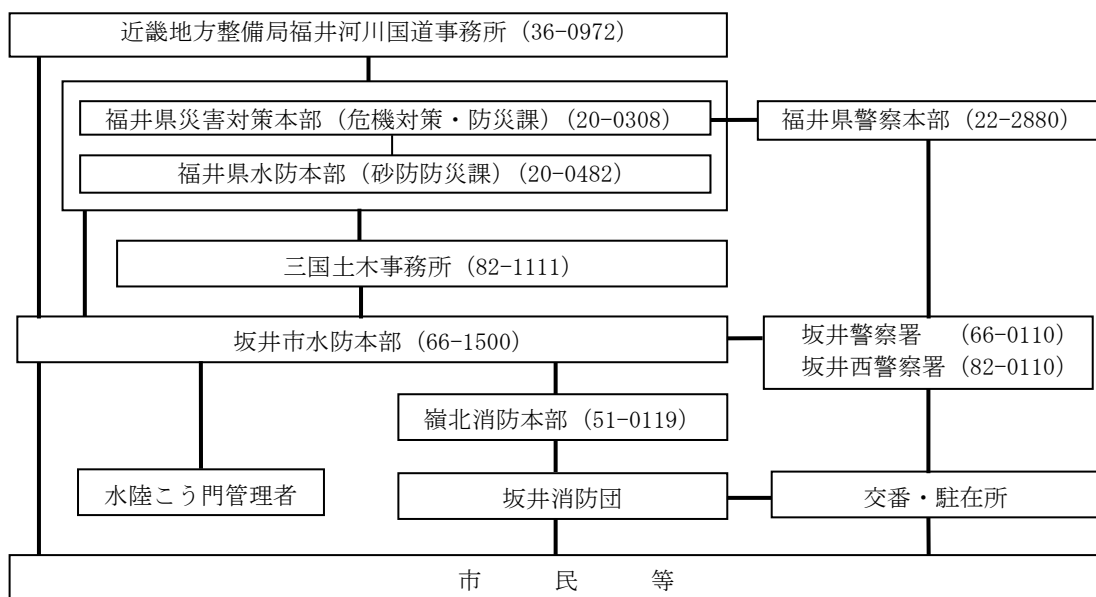 近畿地方整備局福井河川国道事務所（36-0972）
福井県災害対策本部（危機対策・防災課）（20-0308）
福井県警察本部（22-2880）
福井県水防本部（砂防防災課）（20-0482）
三国土木事務所（82-1111）
坂井市水防本部（66-1500）
坂井警察署　（66-0110）
坂井西警察署（82-0110）
嶺北消防本部（51-0119）
水陸こう門管理者
坂井消防団
交番・駐在所
市　　民　　等